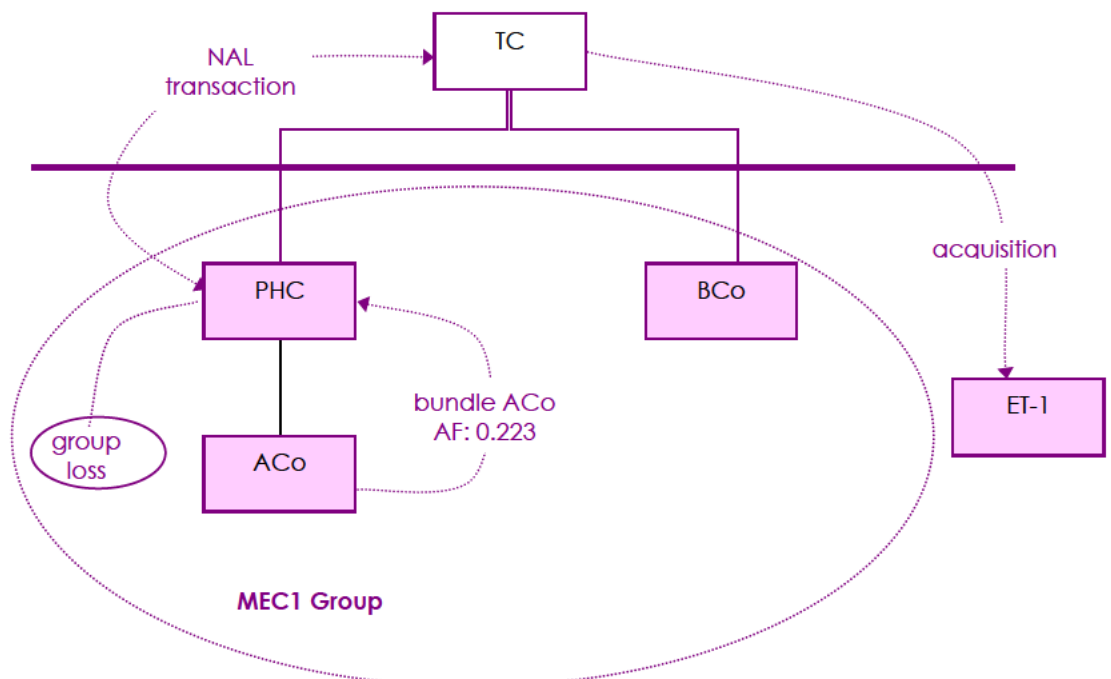 TC
NAL
transaction
acquisition
PHC
BCo
bundle ACo
AF: 0.223
ET-1
group
loss
ACo
MEC1 Group